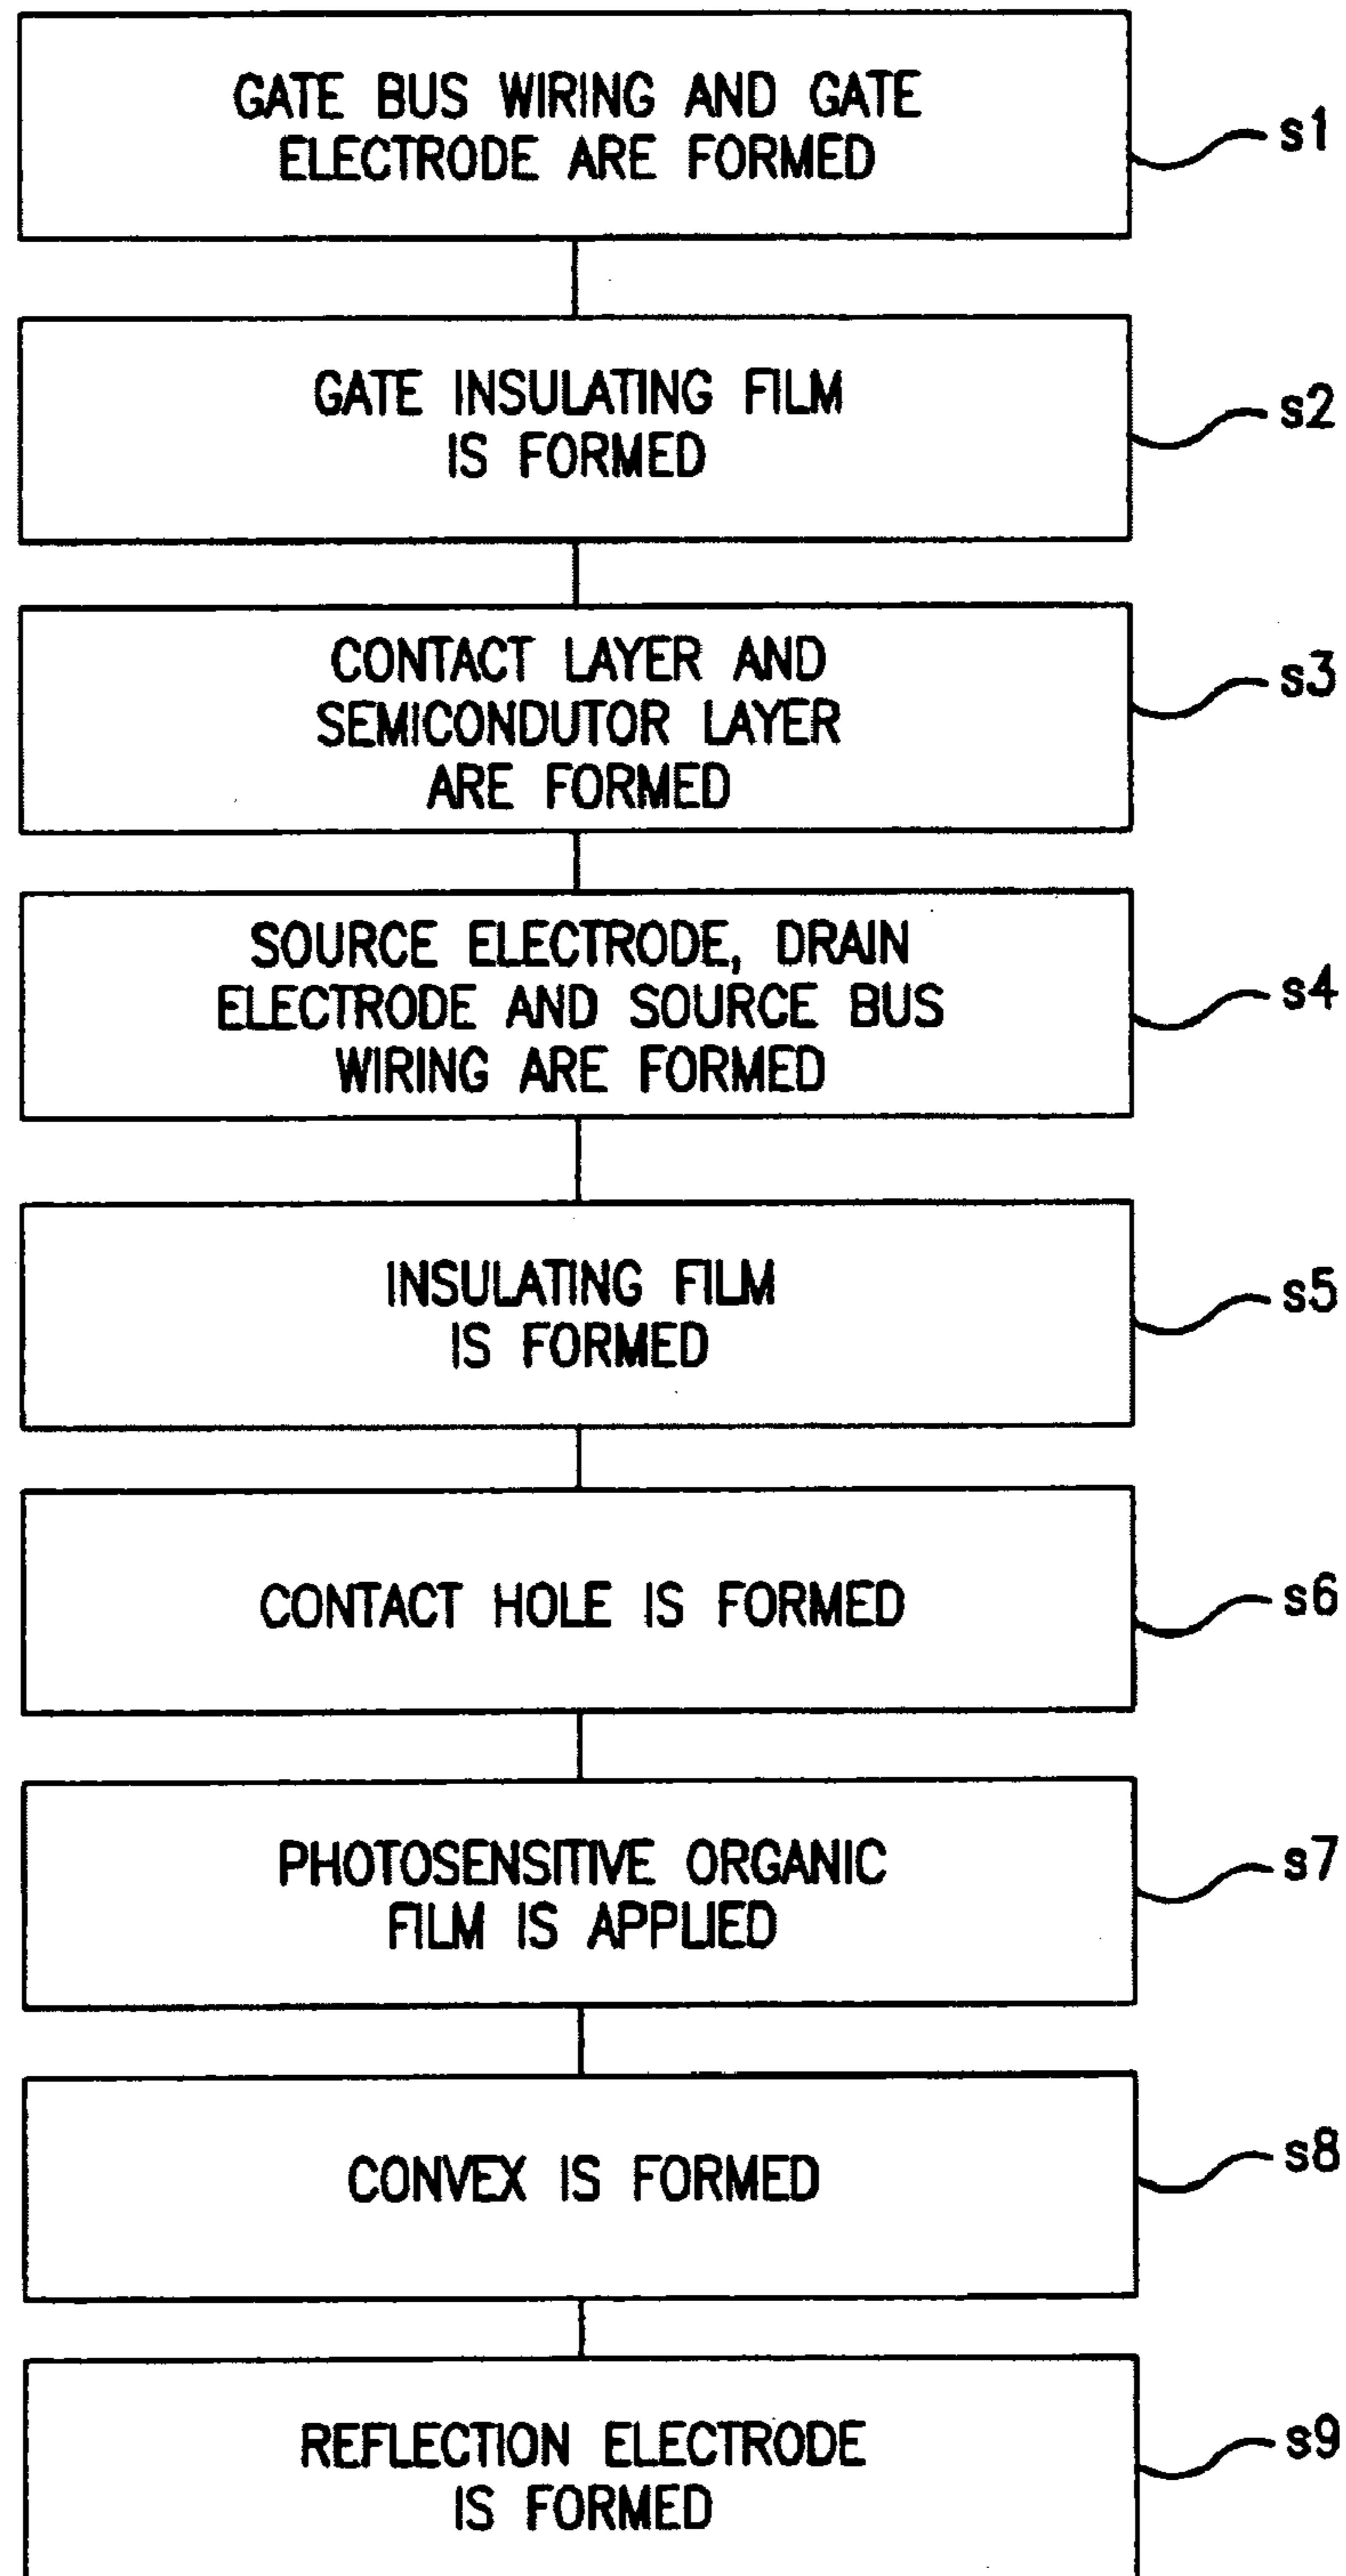 GATE BUS WIRING AND GATE
ELECTRODE ARE FORMED
s1
GATE INSULATING FILM
IS FORMED
s2
CONTACT LAYER AND
SEMICONDUTOR LAYER
ARE FORMED
s3
SOURCE ELECTRODE, DRAIN
ELECTRODE AND SOURCE BUS
WIRING ARE FORMED
s4
INSULATING FILM
IS FORMED
s5
CONTACT HOLE IS FORMED
s6
PHOTOSENSITIVE ORGANIC
FILM IS APPLIED
s7
CONVEX IS FORMED
s8
REFLECTION ELECTRODE
IS FORMED
s9